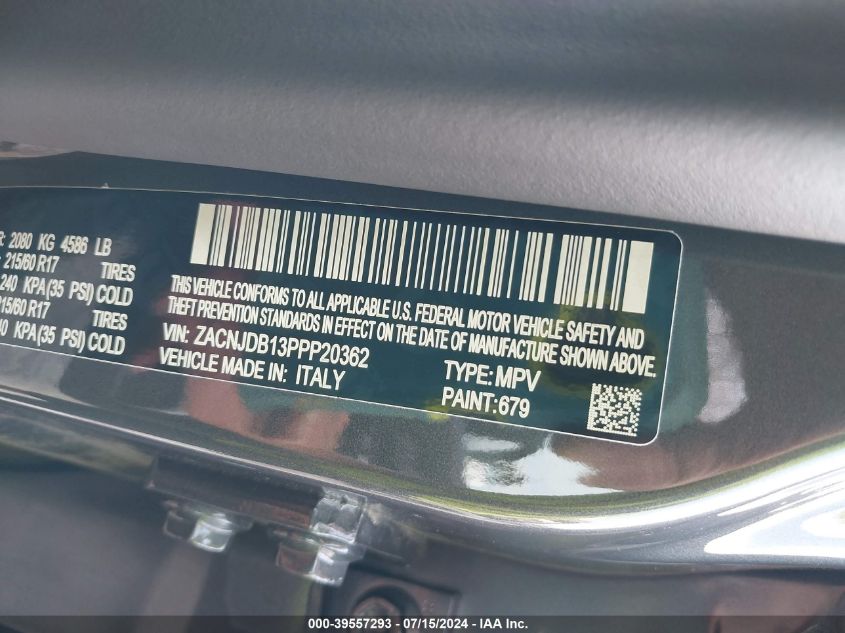 : 2080 KG 4586 LB
215/60 R17 TIRES
240 KPA(35 PSI) COLD
215/60 R17 TIRES
KPA(35 PSI) COLD
THIS VEHICLE CONFORMS TO ALL APPLICABLE U.S. FEDERAL MOTOR VEHICLE SAFETY AND
THEFT PREVENTION STANDARDS IN EFFECT ON THE DATE OF MANUFACTURE SHOWN ABOVE.
VIN: ZACNJDB13PPP20362
VEHICLE MADE IN: ITALY
TYPE: MPV
PAINT: 679
000-39557293 - 07/15/2024 - IAA Inc.